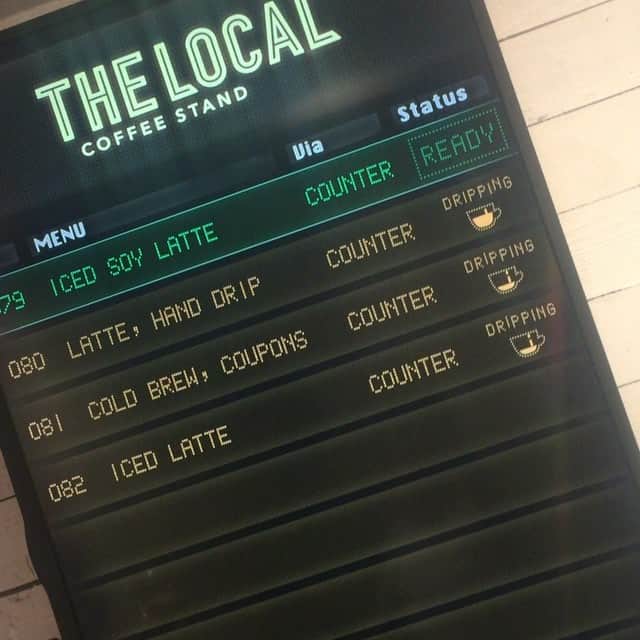 THE LOCAL
COFFEE STAND
MENU Via Status
79 ICED SOY LATTE COUNTER READY
080 LATTE, HAND DRIP COUNTER DRIPPING
081 COLD BREW, COUPONS COUNTER DRIPPING
082 ICED LATTE COUNTER DRIPPING